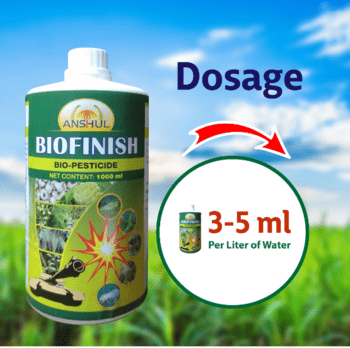 Dosage
ANSHUL
BIOFINISH
BIO-PESTICIDE
NET CONTENT: 1000 ml
3-5 ml
Per Liter of Water